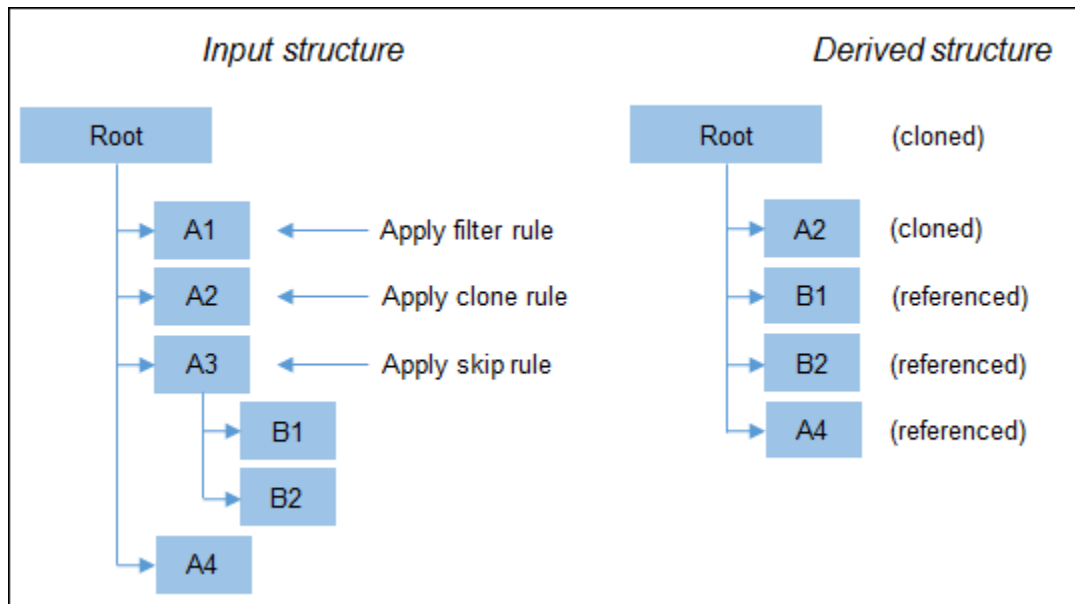 Input structure
Derived structure
Root
Root
(cloned)
A1
Apply filter rule
A2
(cloned)
A2
Apply clone rule
B1
(referenced)
A3
Apply skip rule
B2
(referenced)
B1
A4
(referenced)
B2
A4